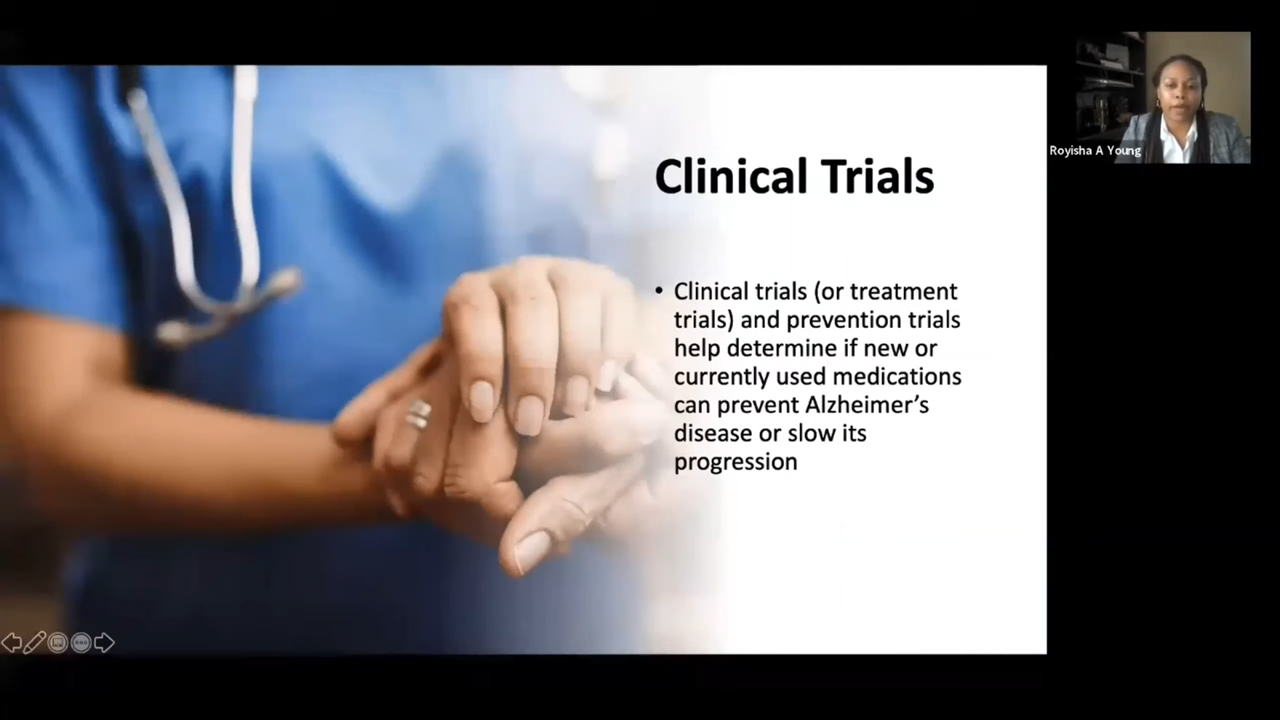 Clinical Trials
Royisha A Young
• Clinical trials (or treatment
trials) and prevention trials
help determine if new or
currently used medications
can prevent Alzheimer’s
disease or slow its
progression